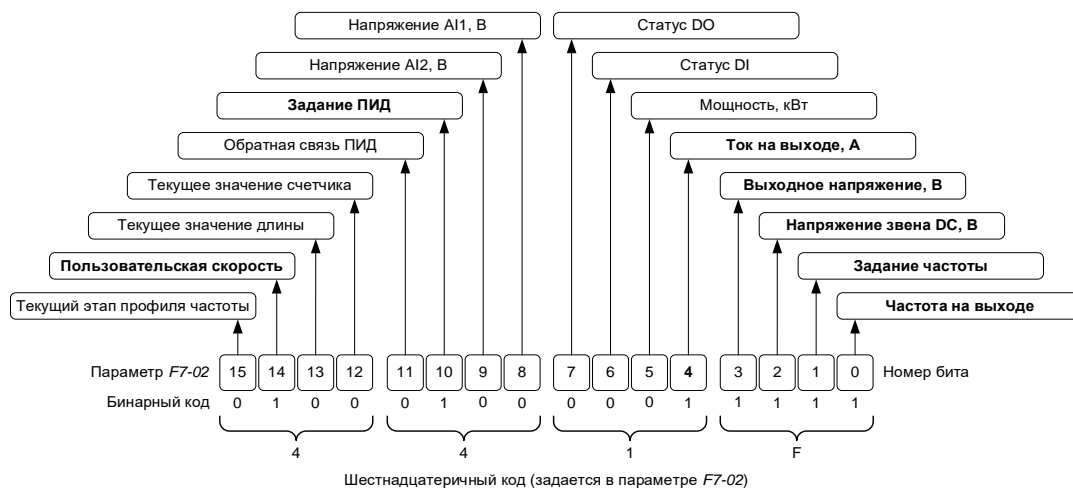 Напряжение AI1, В
Статус DO
Напряжение AI2, В
Статус DI
Задание ПИД
Мощность, кВт
Обратная связь ПИД
Ток на выходе, А
Текущее значение счетчика
Выходное напряжение, В
Текущее значение длины
Напряжение звена DC, В
Пользовательская скорость
Задание частоты
Текущий этап профиля частоты
Частота на выходе
Параметр F7-02 15 14 13 12 11 10 9 8 7 6 5 4 3 2 1 0 Номер бита
Бинарный код 0 1 0 0 0 1 0 0 0 0 0 1 1 1 1 1
4 4 1 F
Шестнадцатеричный код (задается в параметре F7-02)